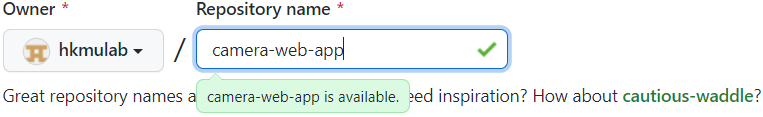 Owner * Repository name *
hkmulab / camera-web-app
camera-web-app is available.
Great repository names a eed inspiration? How about cautious-waddle?